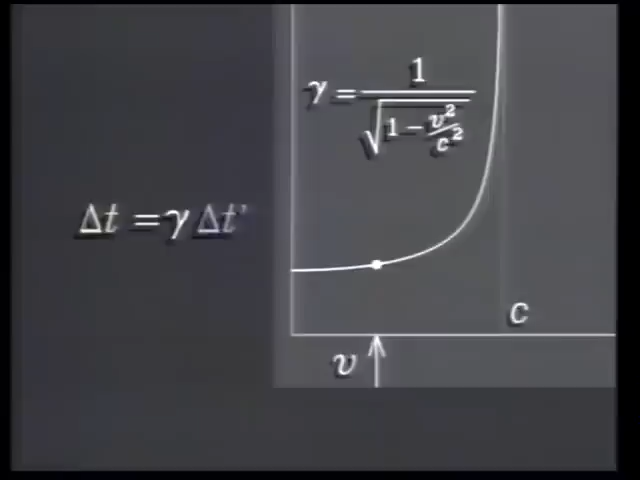 γ = 1/√(1 − v²/c²)
Δt = γ Δt'
c
v